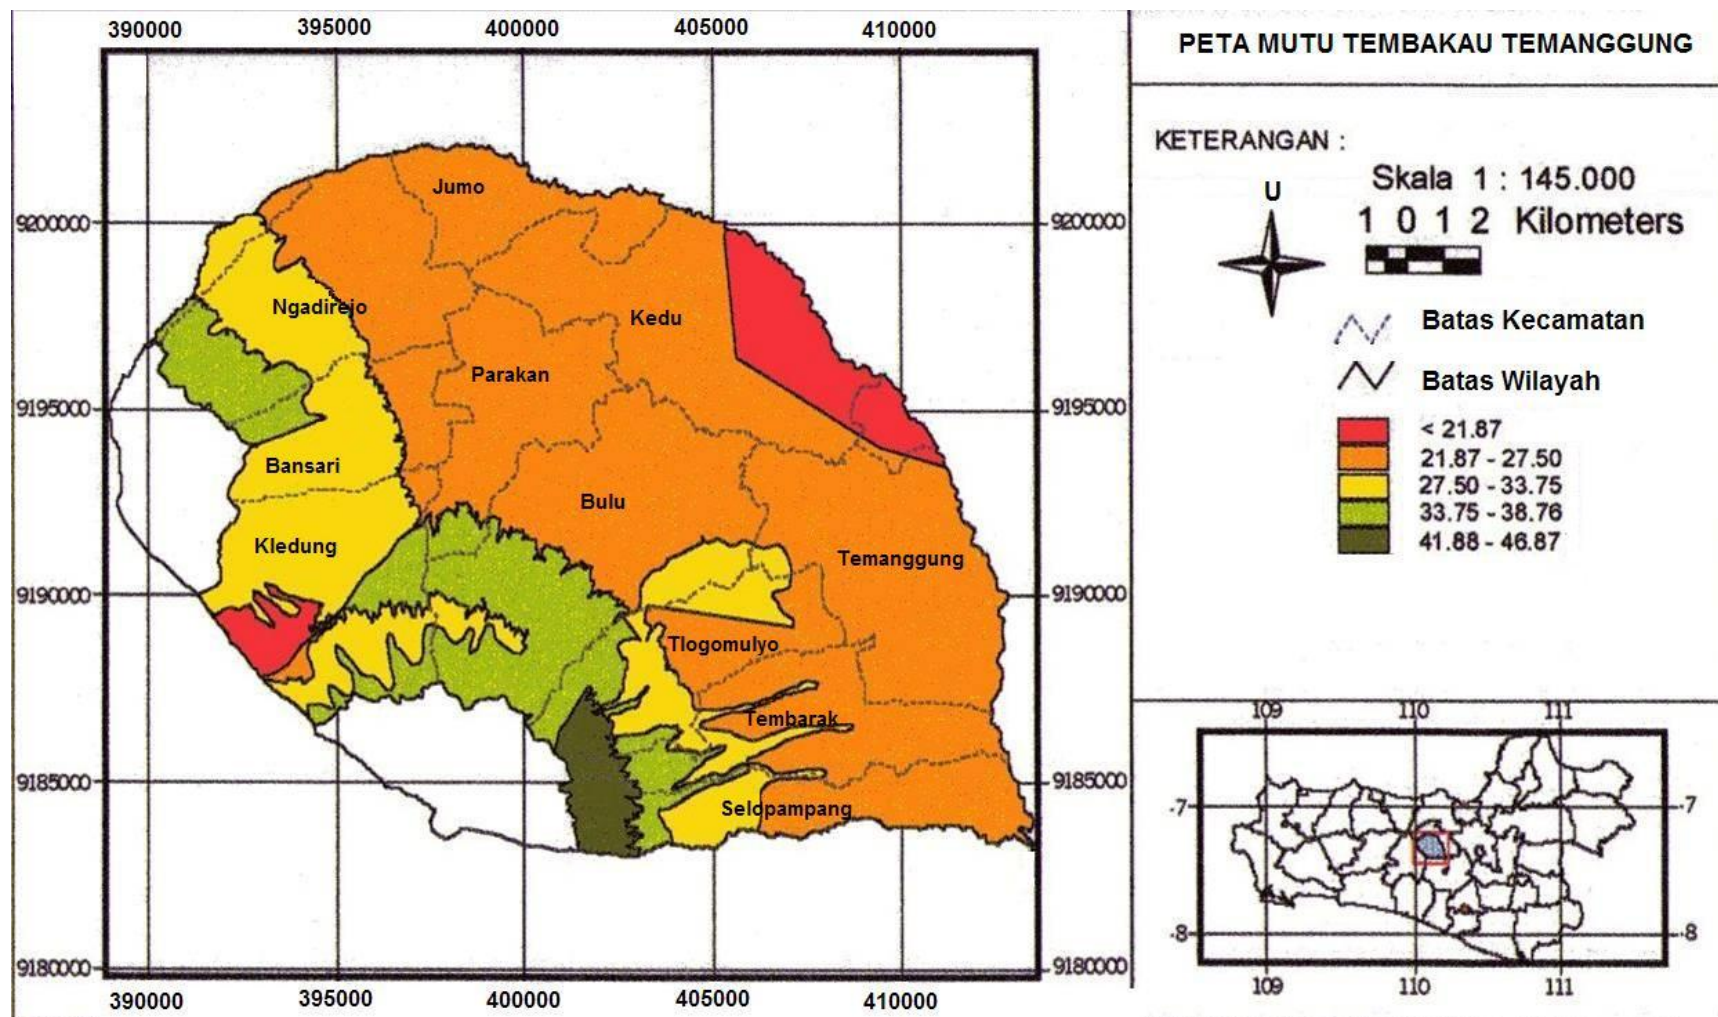 390000 395000 400000 405000 410000
PETA MUTU TEMBAKAU TEMANGGUNG
KETERANGAN :
Skala 1 : 145.000
U
1 0 1 2 Kilometers
Batas Kecamatan
Batas Wilayah
< 21.87
21.87 - 27.50
27.50 - 33.75
33.75 - 38.76
41.88 - 46.87
9200000 9200000
9195000 9195000
9190000 9190000
9185000 9185000
9180000 9180000
Jumo
Ngadirejo
Kedu
Parakan
Bansari
Bulu
Kledung
Temanggung
Tlogomulyo
Tembarak
Selopampang
390000 395000 400000 405000 410000
109 110 111
-7 -7
-8 -8
109 110 111